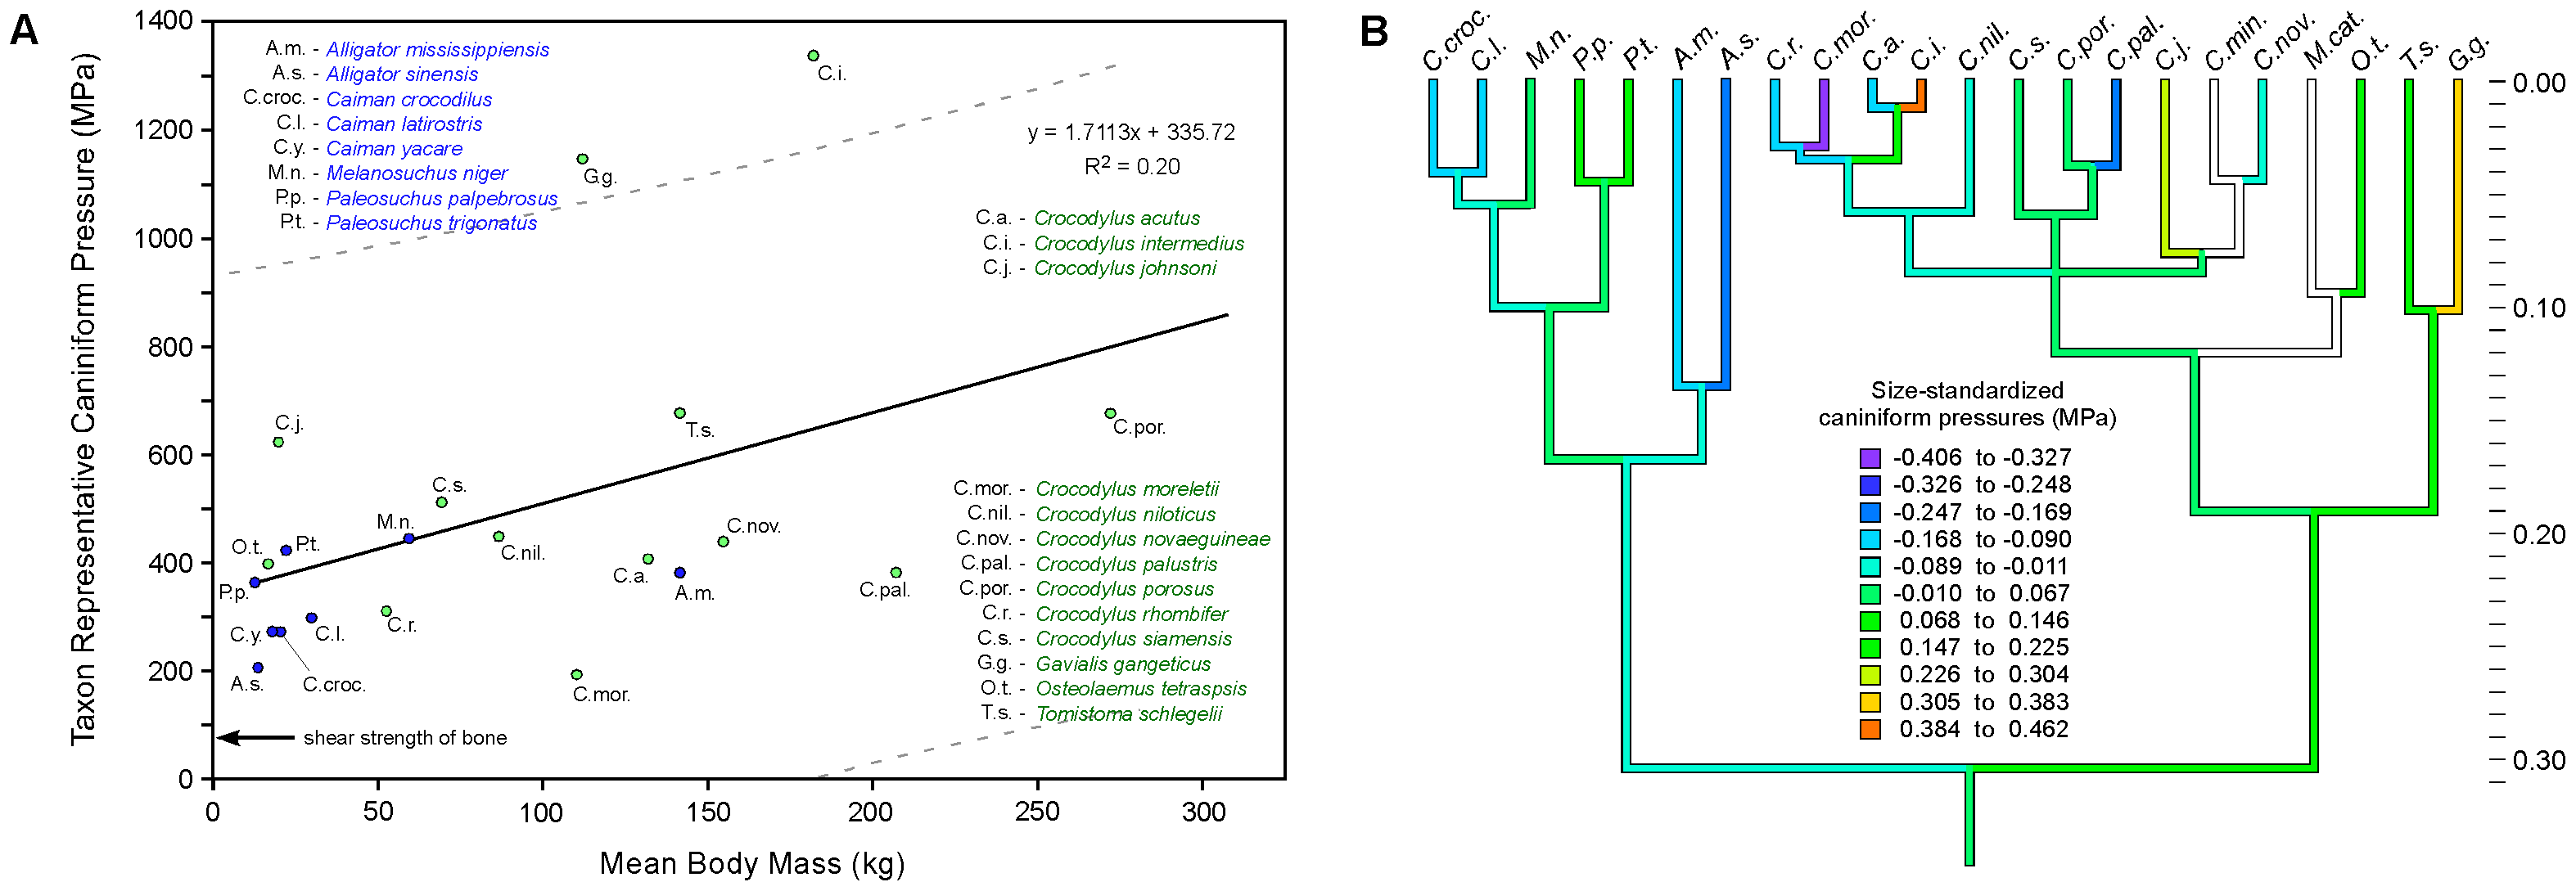 A
Taxon Representative Caniniform Pressure (MPa)
1400
1200
1000
800
600
400
200
0
0 50 100 150 200 250 300
Mean Body Mass (kg)
A.m. - Alligator mississippiensis
A.s. - Alligator sinensis
C.croc. - Caiman crocodilus
C.l. - Caiman latirostris
C.y. - Caiman yacare
M.n. - Melanosuchus niger
P.p. - Paleosuchus palpebrosus
P.t. - Paleosuchus trigonatus
C.i.
G.g.
y = 1.7113x + 335.72
R2 = 0.20
C.a. - Crocodylus acutus
C.i. - Crocodylus intermedius
C.j. - Crocodylus johnsoni
C.j.
T.s.
C.por.
C.s.
M.n.
C.nil.
C.nov.
O.t.
P.t.
C.a.
A.m.
C.pal.
P.p.
C.y.
C.l.
C.r.
A.s.
C.croc.
C.mor.
C.mor. - Crocodylus moreletii
C.nil. - Crocodylus niloticus
C.nov. - Crocodylus novaeguineae
C.pal. - Crocodylus palustris
C.por. - Crocodylus porosus
C.r. - Crocodylus rhombifer
C.s. - Crocodylus siamensis
G.g. - Gavialis gangeticus
O.t. - Osteolaemus tetraspsis
T.s. - Tomistoma schlegelii
shear strength of bone
B
C.croc. C.l. M.n. P.p. P.t. A.m. A.s. C.r. C.mor. C.a. C.i. C.nil. C.s. C.por. C.pal. C.j. C.min. C.nov. M.cat. O.t. T.s. G.g.
0.00
0.10
0.20
0.30
Size-standardized
caniniform pressures (MPa)
-0.406 to -0.327
-0.326 to -0.248
-0.247 to -0.169
-0.168 to -0.090
-0.089 to -0.011
-0.010 to 0.067
0.068 to 0.146
0.147 to 0.225
0.226 to 0.304
0.305 to 0.383
0.384 to 0.462